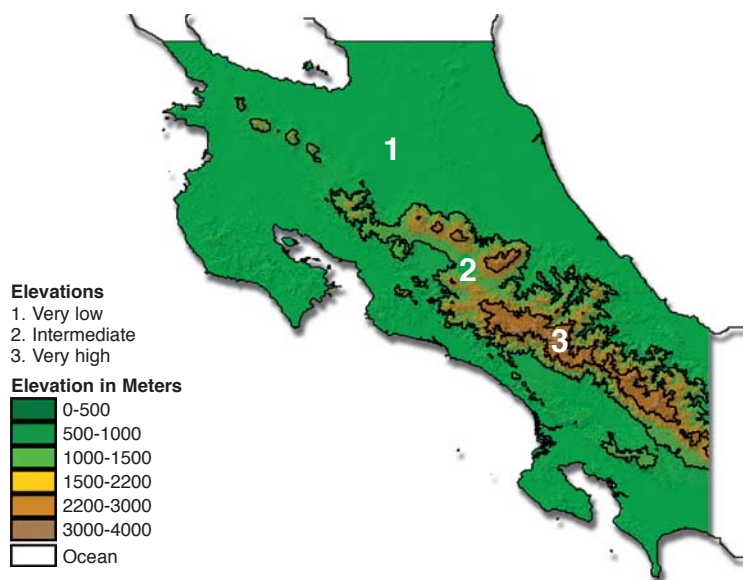 1
2
3
Elevations
1. Very low
2. Intermediate
3. Very high
Elevation in Meters
0-500
500-1000
1000-1500
1500-2200
2200-3000
3000-4000
Ocean